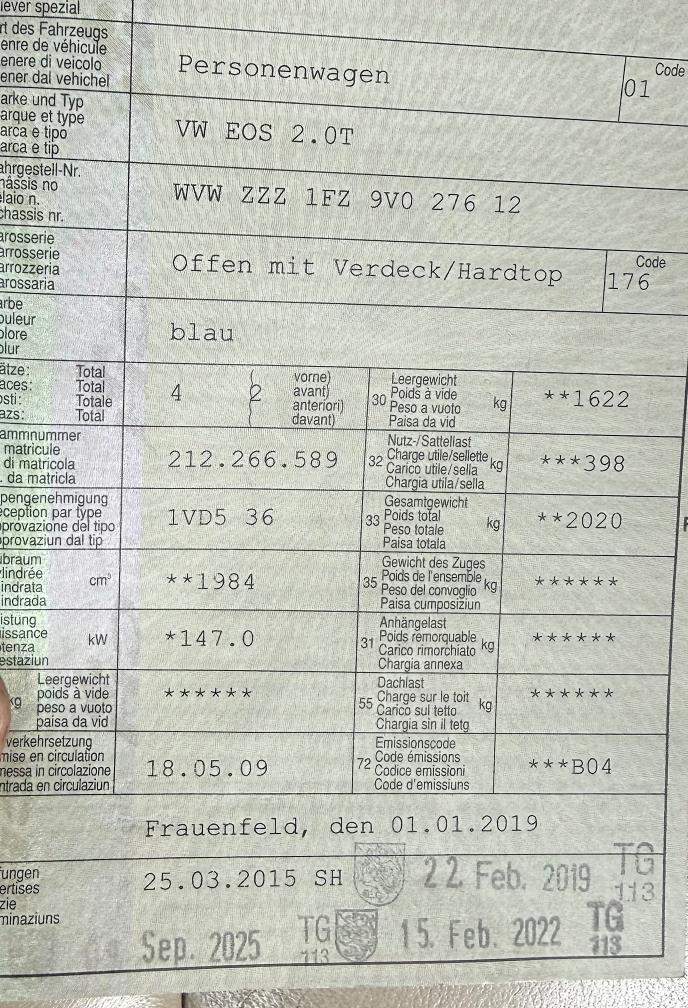 iever spezial
rt des Fahrzeugs
enre de véhicule
enere di veicolo
ener dal vehichel
Personenwagen
Code
01
arke und Typ
arque et type
arca e tipo
arca e tip
VW EOS 2.0T
ahrgestell-Nr.
hâssis no
elaio n.
chassis nr.
WVW ZZZ 1FZ 9V0 276 12
arosserie
arrosserie
arrozzeria
arossaria
Offen mit Verdeck/Hardtop
Code
176
arbe
ouleur
olore
olur
blau
ätze: Total
aces: Total
osti: Totale
azs: Total
4 ( 2 vorne)
avant)
anteriori)
davant)
30 Leergewicht
Poids à vide
Peso a vuoto
Paisa da vid
kg
**1622
ammnummer
matricule
di matricola
. da matricla
212.266.589
32 Nutz-/Sattellast
Charge utile/sellette
Carico utile/sella
Chargia utila/sella
kg
***398
pengenehmigung
ception par type
provazione del tipo
provaziun dal tip
1VD5 36
33 Gesamtgewicht
Poids total
Peso totale
Paisa totala
kg
**2020
ubraum
lindrée
indrata
indrada
cm³
**1984
35 Gewicht des Zuges
Poids de l'ensemble
Peso del convoglio
Paisa cumposiziun
kg
******
istung
issance
tenza
estaziun
kW
*147.0
31 Anhängelast
Poids remorquable
Carico rimorchiato
Chargia annexa
kg
******
kg Leergewicht
poids à vide
peso a vuoto
paisa da vid
******
55 Dachlast
Charge sur le toit
Carico sul tetto
Chargia sin il tetg
kg
******
verkehrsetzung
mise en circulation
messa in circolazione
ntrada en circulaziun
18.05.09
72 Emissionscode
Code émissions
Codice emissioni
Code d'emissiuns
***B04
Frauenfeld, den 01.01.2019
ungen
ertises
zie
minaziuns
25.03.2015 SH
22. Feb. 2019
TG
113
Sep. 2025
TG
113
15. Feb. 2022
TG
113